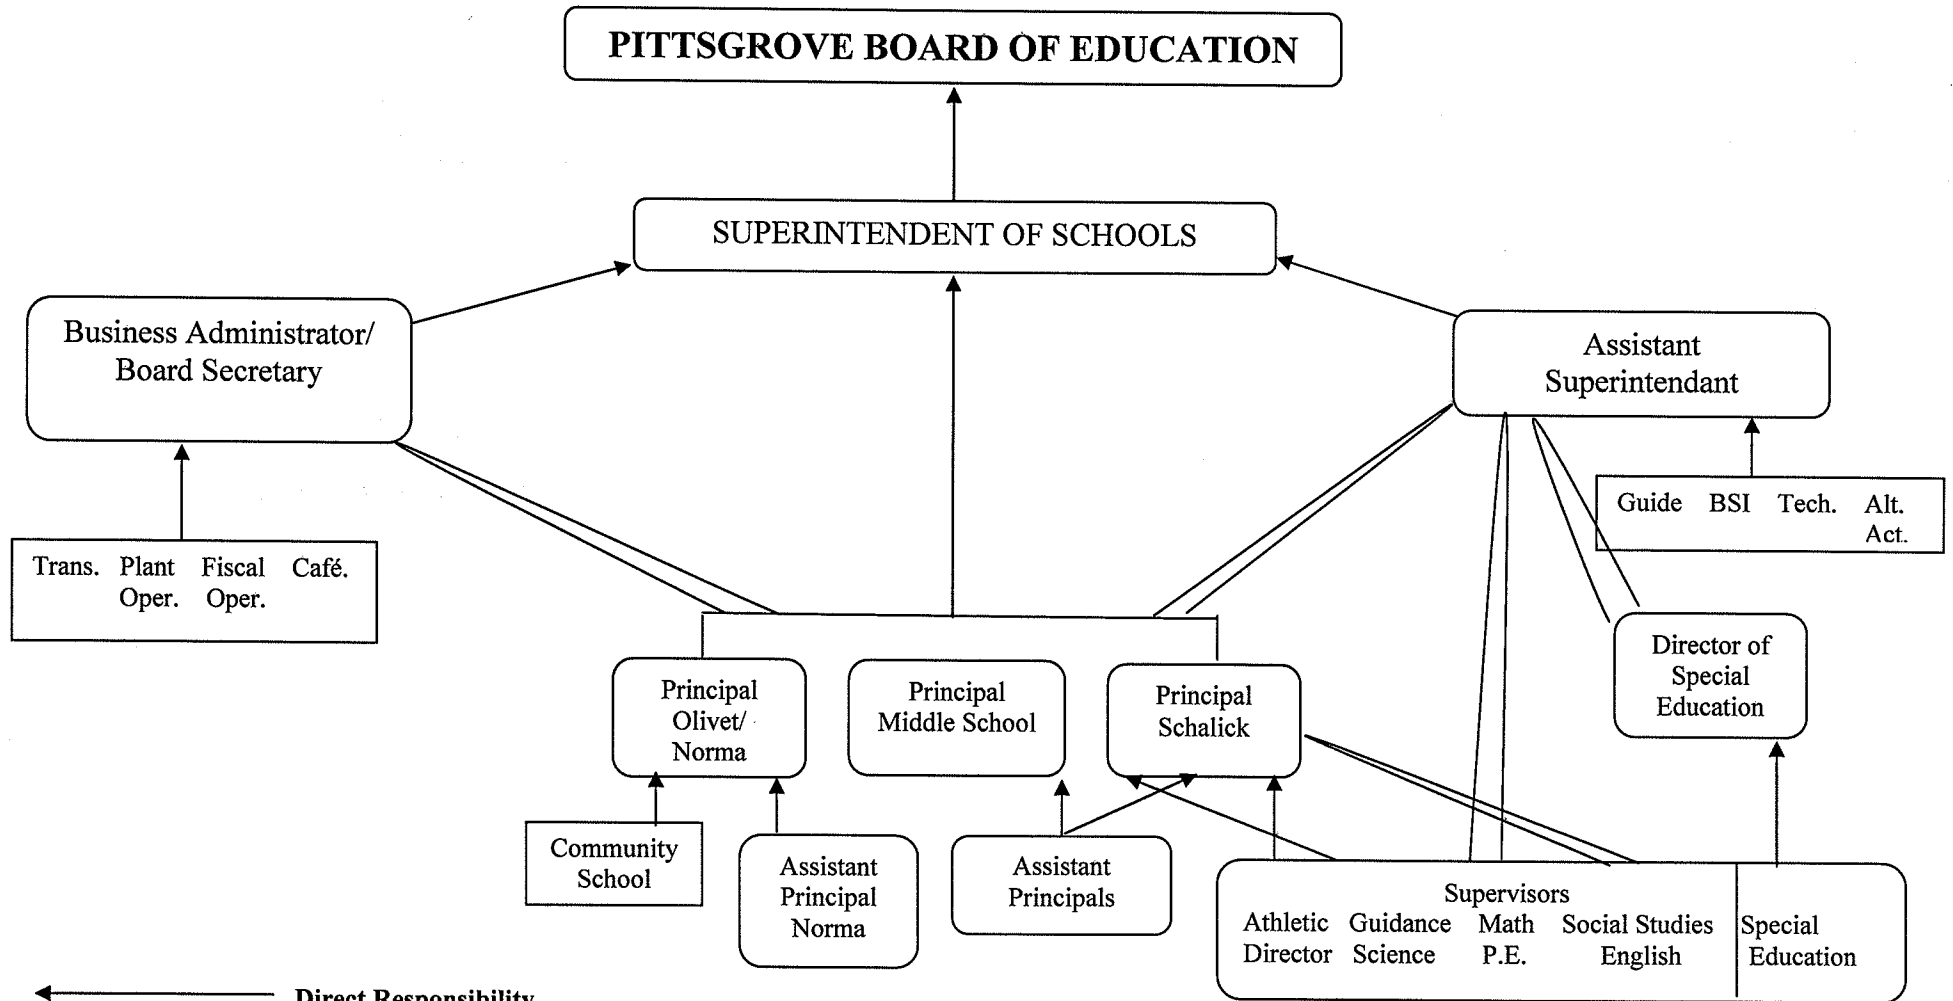 PITTSGROVE BOARD OF EDUCATION
SUPERINTENDENT OF SCHOOLS
Business Administrator/
Board Secretary
Assistant
Superintendant
Guide BSI Tech. Alt.
Act.
Trans. Plant Fiscal Café.
Oper. Oper.
Director of
Special
Education
Principal
Olivet/
Norma
Principal
Middle School
Principal
Schalick
Community
School
Assistant
Principal
Norma
Assistant
Principals
Supervisors
Athletic Guidance Math Social Studies
Director Science P.E. English
Special
Education
Direct Responsibility